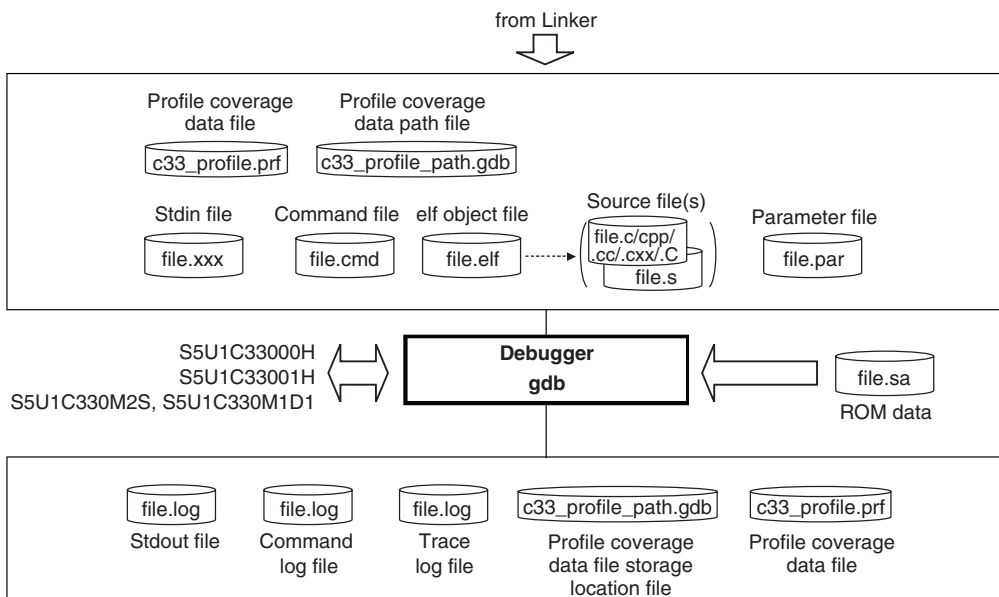 from Linker
Profile coverage
data file
c33_profile.prf
Profile coverage
data path file
c33_profile_path.gdb
Stdin file
file.xxx
Command file
file.cmd
elf object file
file.elf
Source file(s)
file.c/cpp/
.cc/.cxx/.C
file.s
Parameter file
file.par
S5U1C33000H
S5U1C33001H
S5U1C330M2S, S5U1C330M1D1
Debugger
gdb
file.sa
ROM data
file.log
Stdout file
file.log
Command
log file
file.log
Trace
log file
c33_profile_path.gdb
Profile coverage
data file storage
location file
c33_profile.prf
Profile coverage
data file